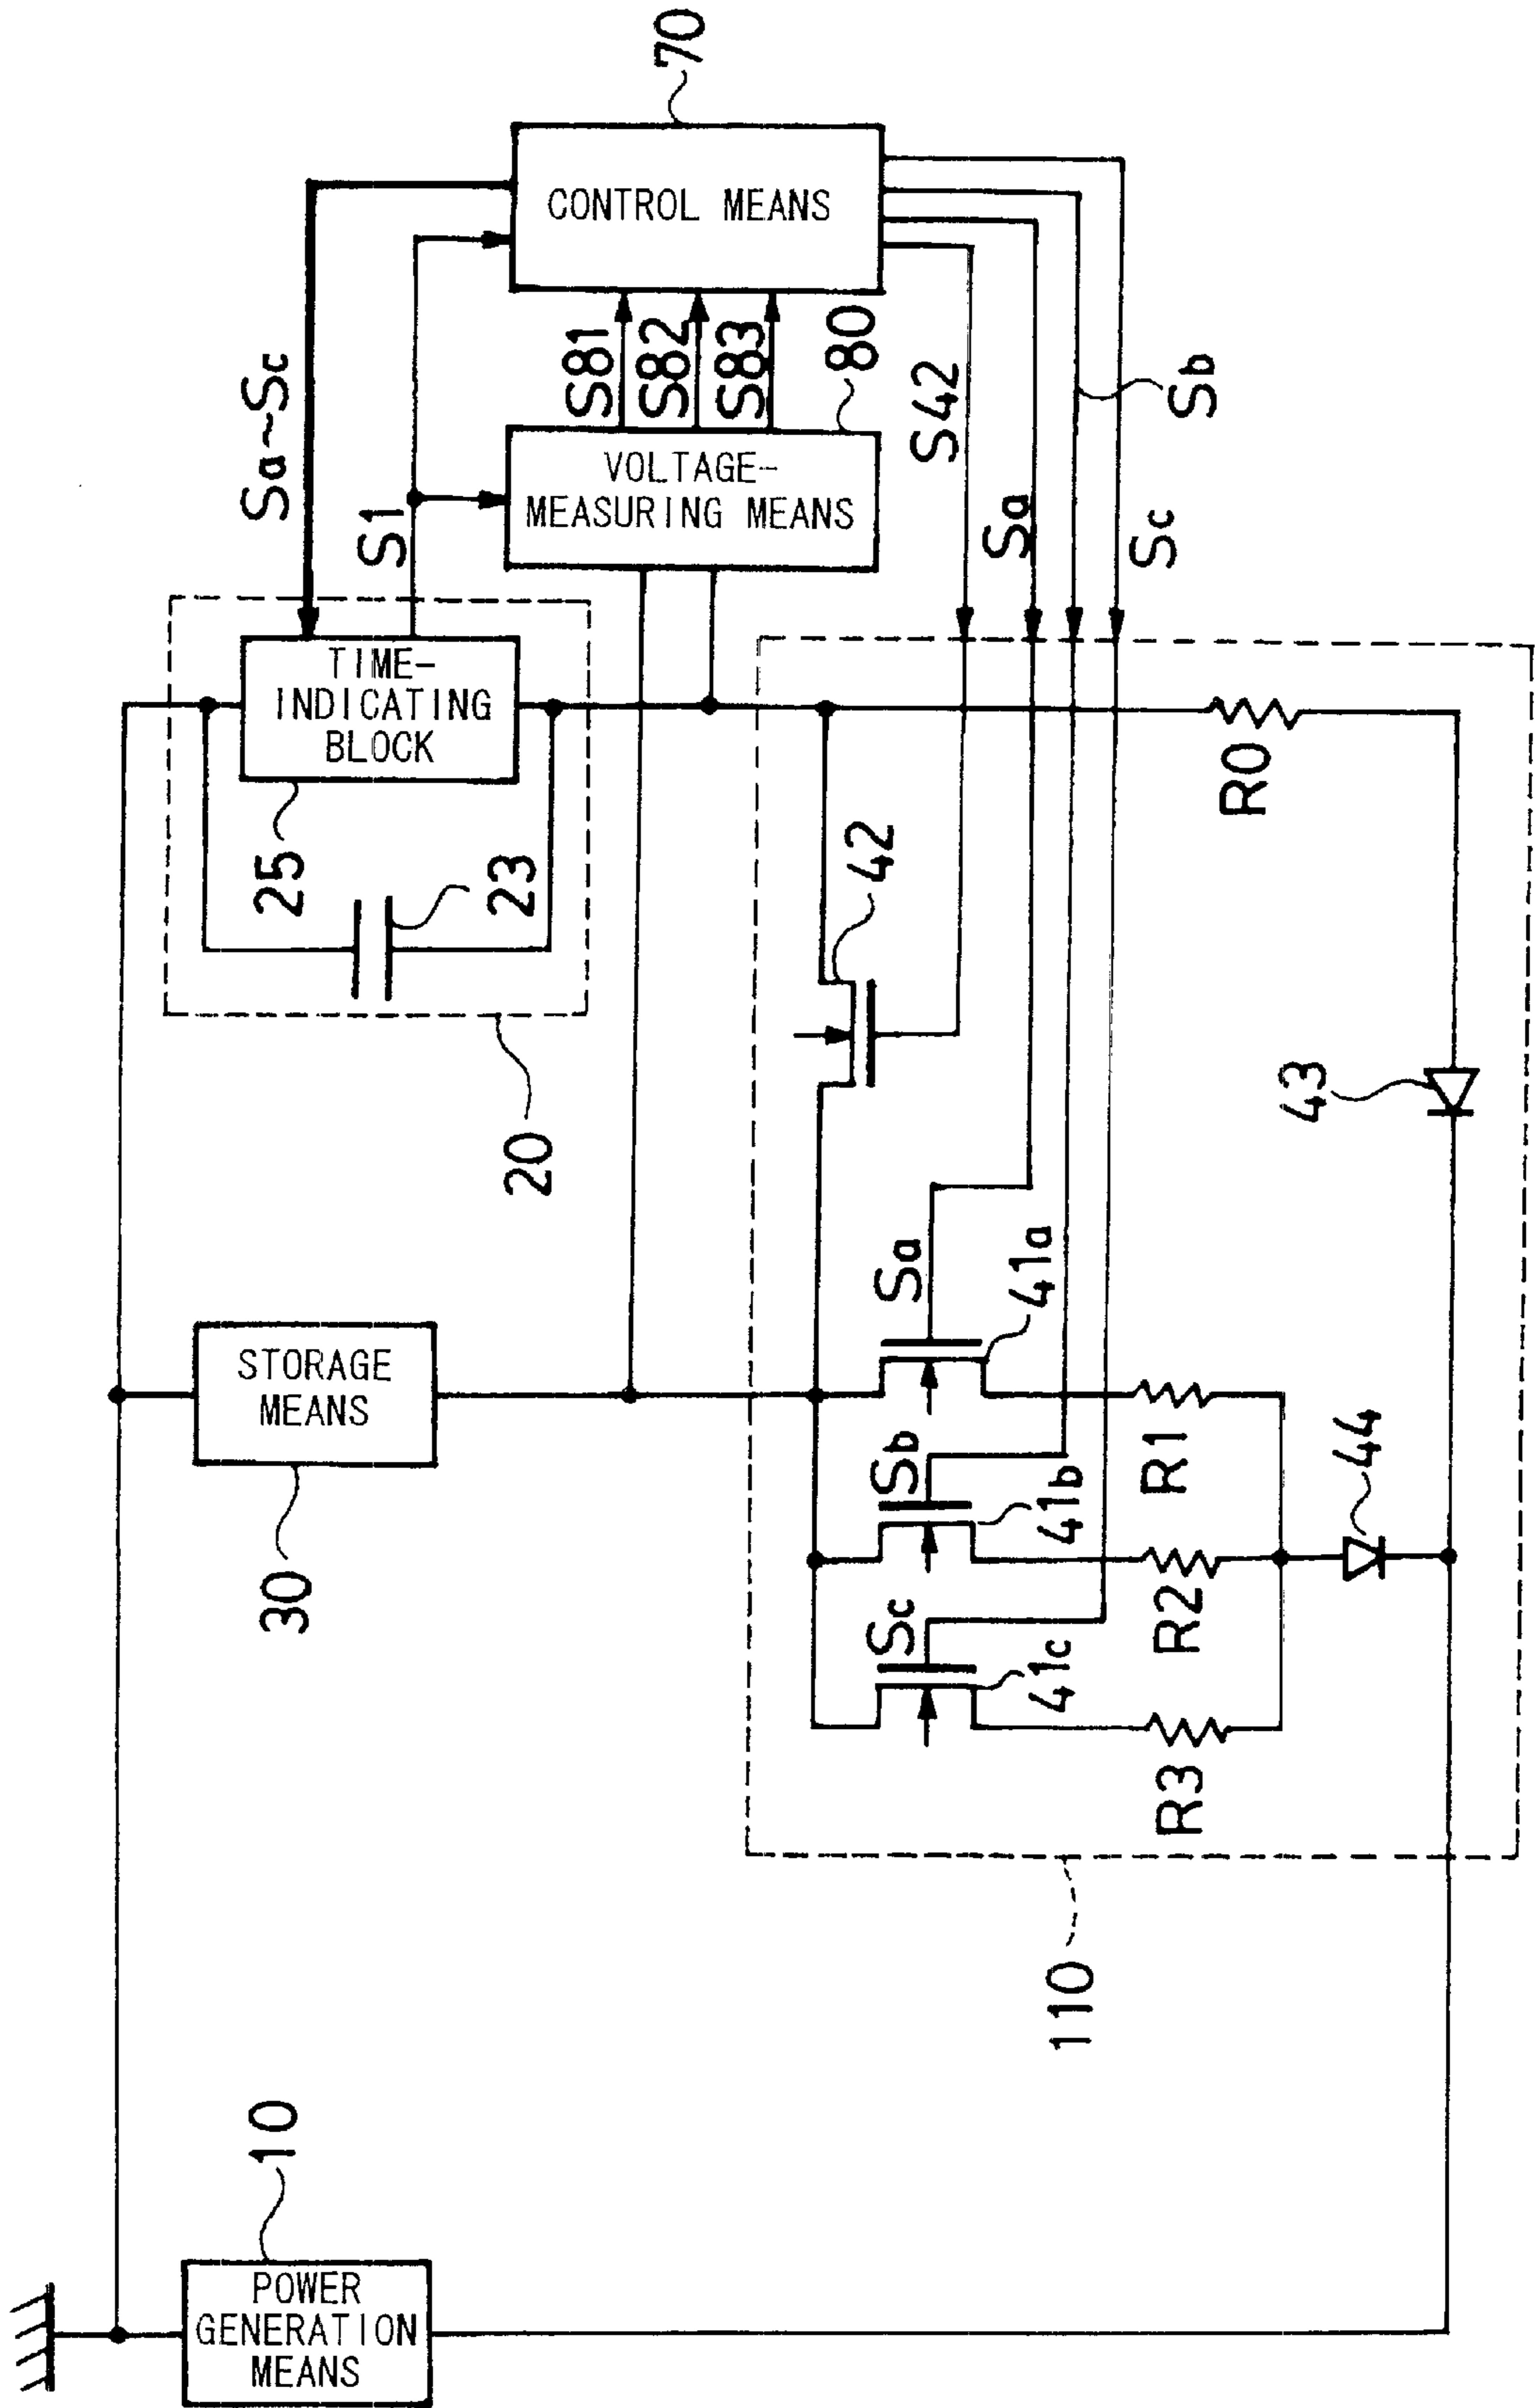 70
CONTROL MEANS
Sa~Sc
S1
S81
S82
S83
80
VOLTAGE-
MEASURING MEANS
S42
Sa
Sb
Sc
TIME-
INDICATING
BLOCK
25
23
20
42
R0
43
STORAGE
MEANS
30
Sa
41a
Sb
41b
Sc
41c
R1
R2
R3
44
110
10
POWER
GENERATION
MEANS